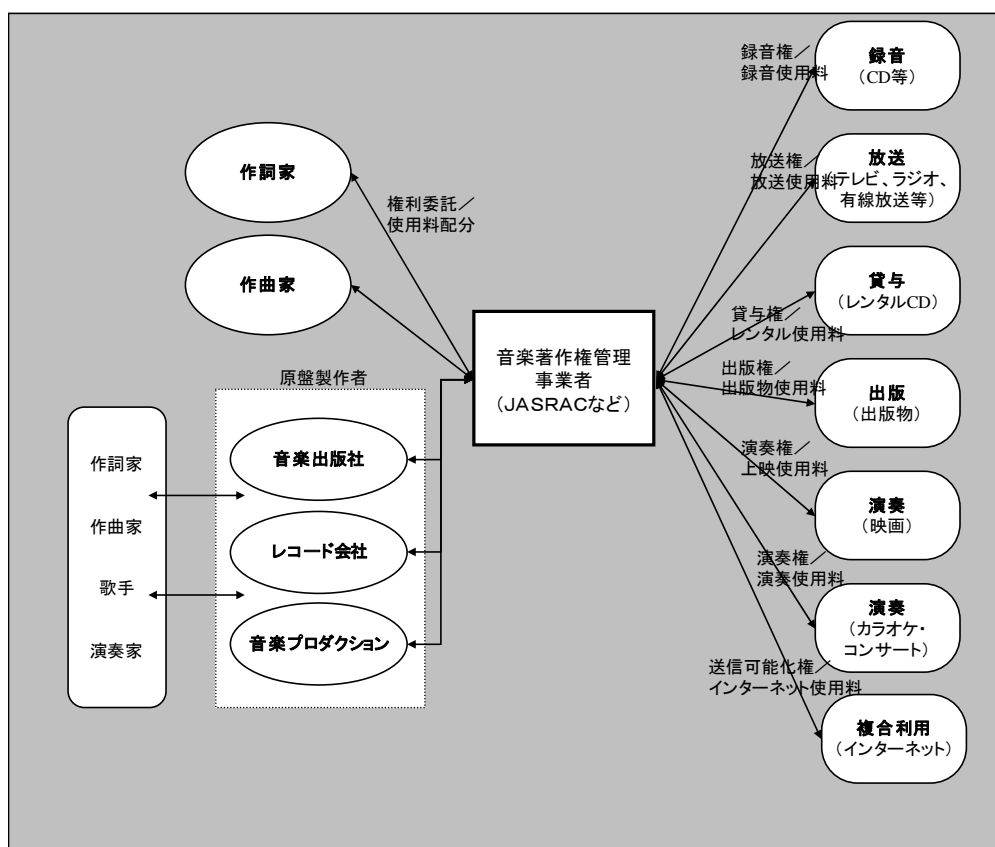 作詞家
作曲家
権利委託／
使用料配分
原盤製作者
作詞家
作曲家
歌手
演奏家
音楽出版社
レコード会社
音楽プロダクション
音楽著作権管理
事業者
（ＪＡＳＲＡＣなど）
録音権／
録音使用料
録音
（CD等）
放送権／
放送使用料
放送
（テレビ、ラジオ、
有線放送等）
貸与権／
レンタル使用料
貸与
（レンタルCD）
出版権／
出版物使用料
出版
（出版物）
演奏権／
上映使用料
演奏
（映画）
演奏権／
演奏使用料
演奏
（カラオケ・
コンサート）
送信可能化権／
インターネット使用料
複合利用
（インターネット）